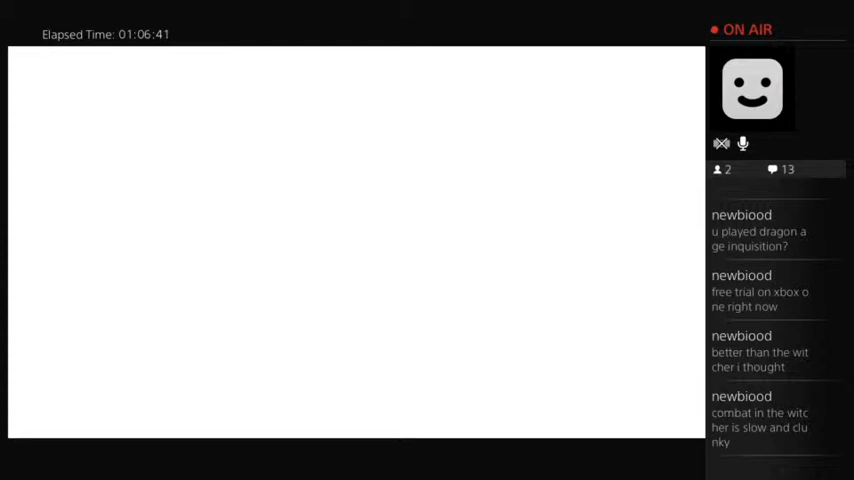 Elapsed Time: 01:06:41
ON AIR
2
13
newbiood
u played dragon a
ge inquisition?
newbiood
free trial on xbox o
ne right now
newbiood
better than the wit
cher i thought
newbiood
combat in the witc
her is slow and clu
nky